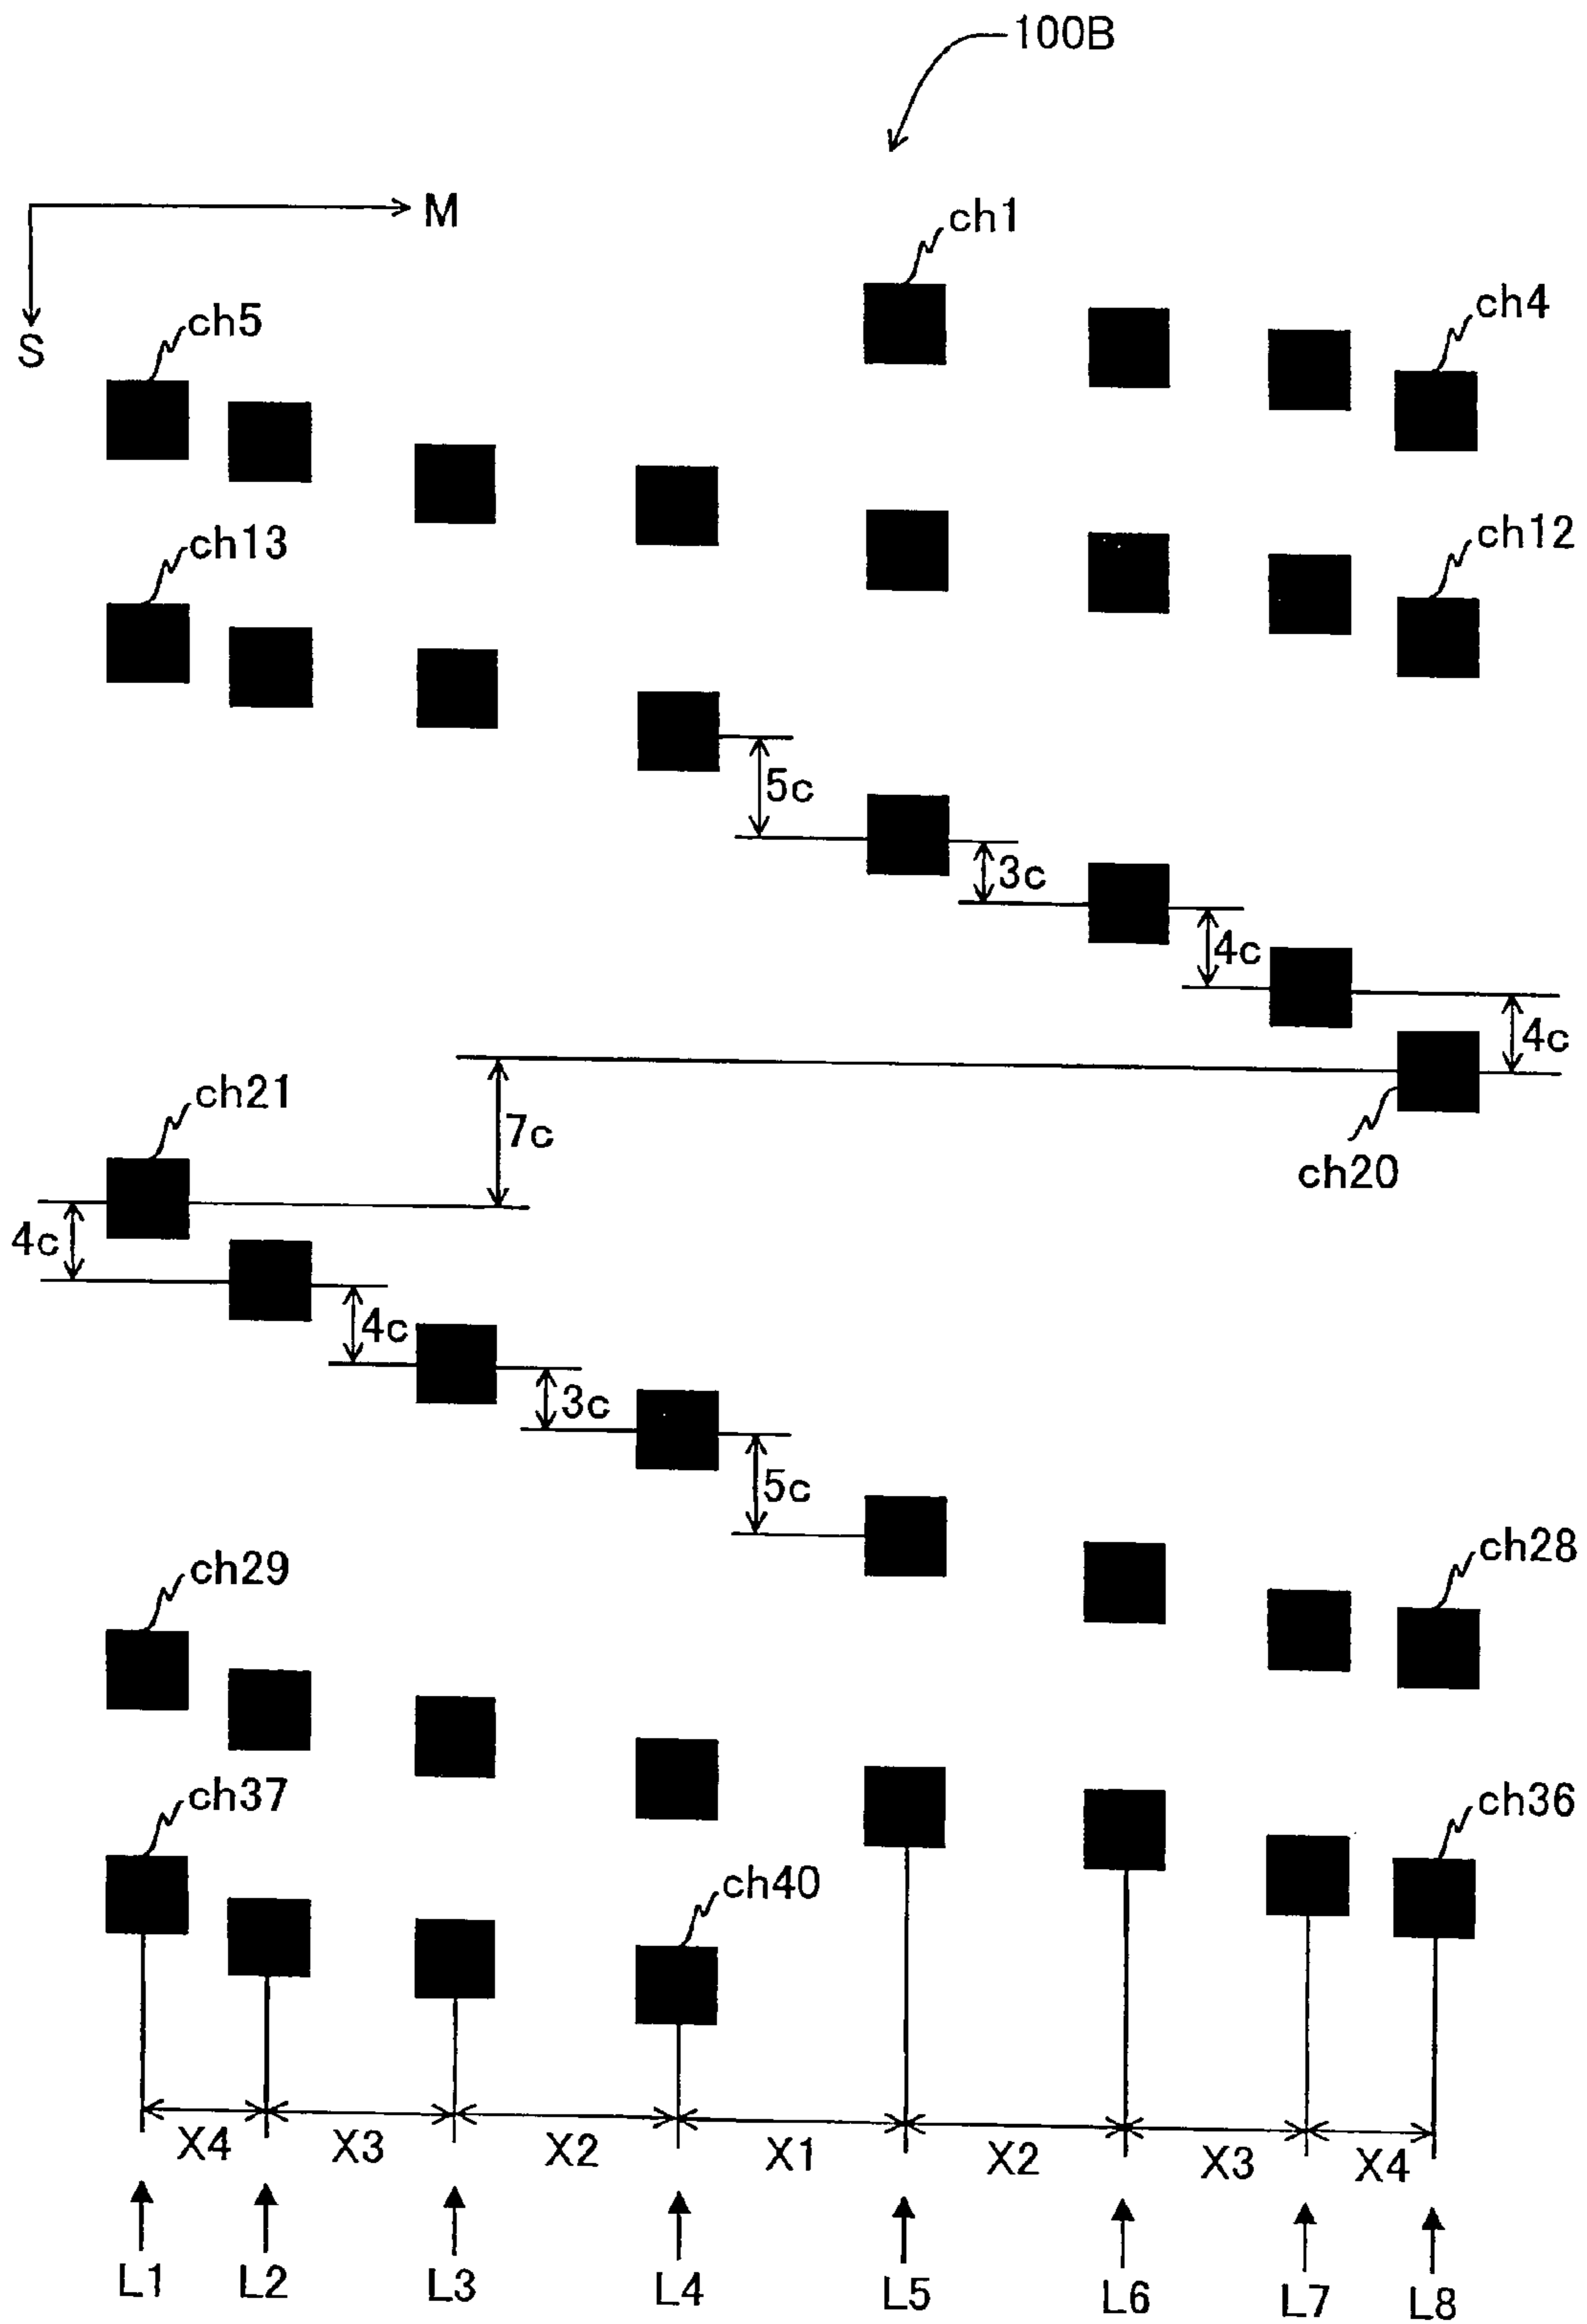 100B
M
ch1
S
ch5
ch4
ch13
ch12
5c
3c
4c
4c
ch21
7c
ch20
4c
4c
3c
5c
ch29
ch28
ch37
ch36
ch40
X4 X3 X2 X1 X2 X3 X4
L1 L2 L3 L4 L5 L6 L7 L8